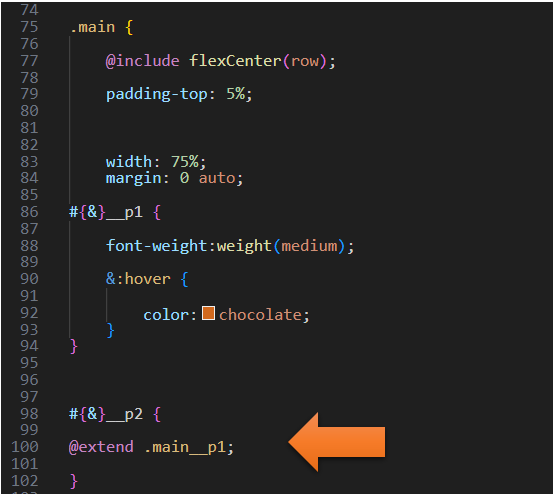 74
75 .main {
76
77 @include flexCenter(row);
78
79 padding-top: 5%;
80
81
82
83 width: 75%;
84 margin: 0 auto;
85
86 #{&}__p1 {
87
88 font-weight:weight(medium);
89
90 &:hover {
91
92 color: chocolate;
93 }
94 }
95
96
97
98 #{&}__p2 {
99
100 @extend .main__p1;
101
102 }